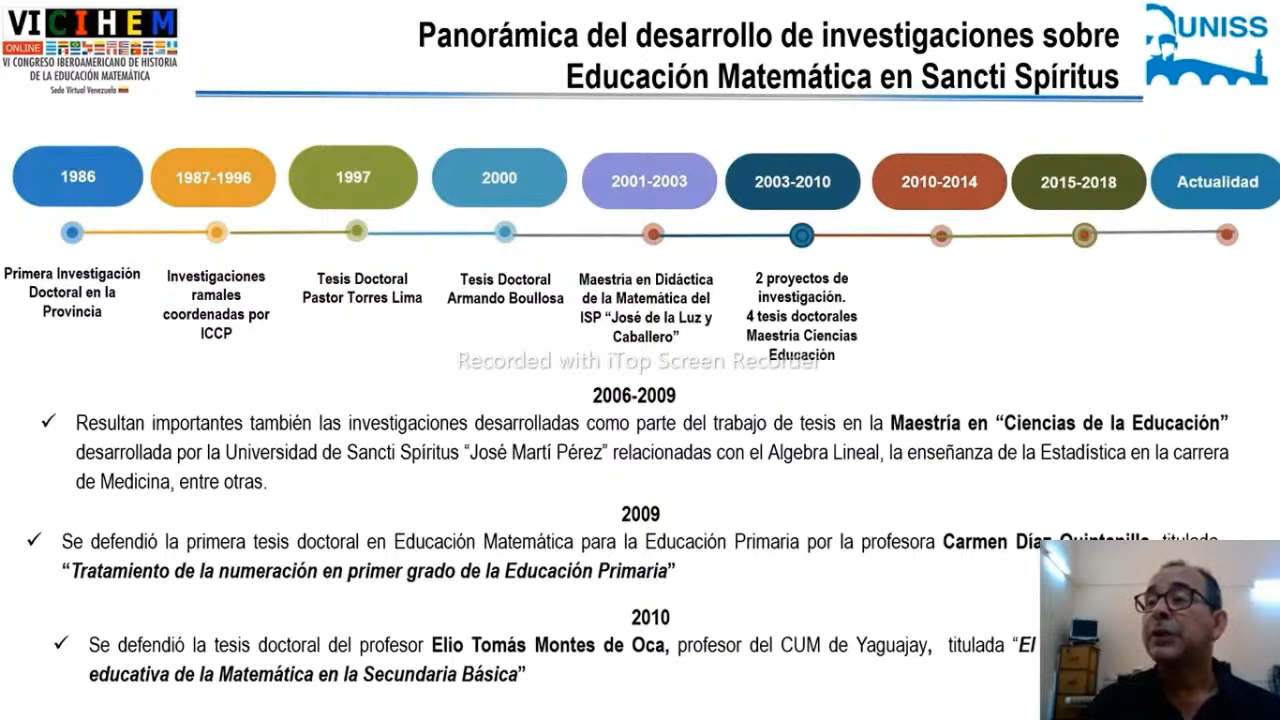 VI CIHEM
ONLINE
VI CONGRESO IBEROAMERICANO DE HISTORIA
DE LA EDUCACIÓN MATEMÁTICA
Sede Virtual Venezuela
Panorámica del desarrollo de investigaciones sobre
Educación Matemática en Sancti Spíritus
UNISS
1986
1987-1996
1997
2000
2001-2003
2003-2010
2010-2014
2015-2018
Actualidad
Primera Investigación
Doctoral en la
Provincia
Investigaciones
ramales
coordenadas por
ICCP
Tesis Doctoral
Pastor Torres Lima
Tesis Doctoral
Armando Boullosa
Maestría en Didáctica
de la Matemática del
ISP “José de la Luz y
Caballero”
2 proyectos de
investigación.
4 tesis doctorales
Maestría Ciencias
Educación
Recorded with iTop Screen Recorder
2006-2009
✓ Resultan importantes también las investigaciones desarrolladas como parte del trabajo de tesis en la Maestría en “Ciencias de la Educación”
desarrollada por la Universidad de Sancti Spíritus “José Martí Pérez” relacionadas con el Algebra Lineal, la enseñanza de la Estadística en la carrera
de Medicina, entre otras.
2009
✓ Se defendió la primera tesis doctoral en Educación Matemática para la Educación Primaria por la profesora Carmen Díaz Quintanilla, titulada
“Tratamiento de la numeración en primer grado de la Educación Primaria”
2010
✓ Se defendió la tesis doctoral del profesor Elio Tomás Montes de Oca, profesor del CUM de Yaguajay, titulada “El
educativa de la Matemática en la Secundaria Básica”